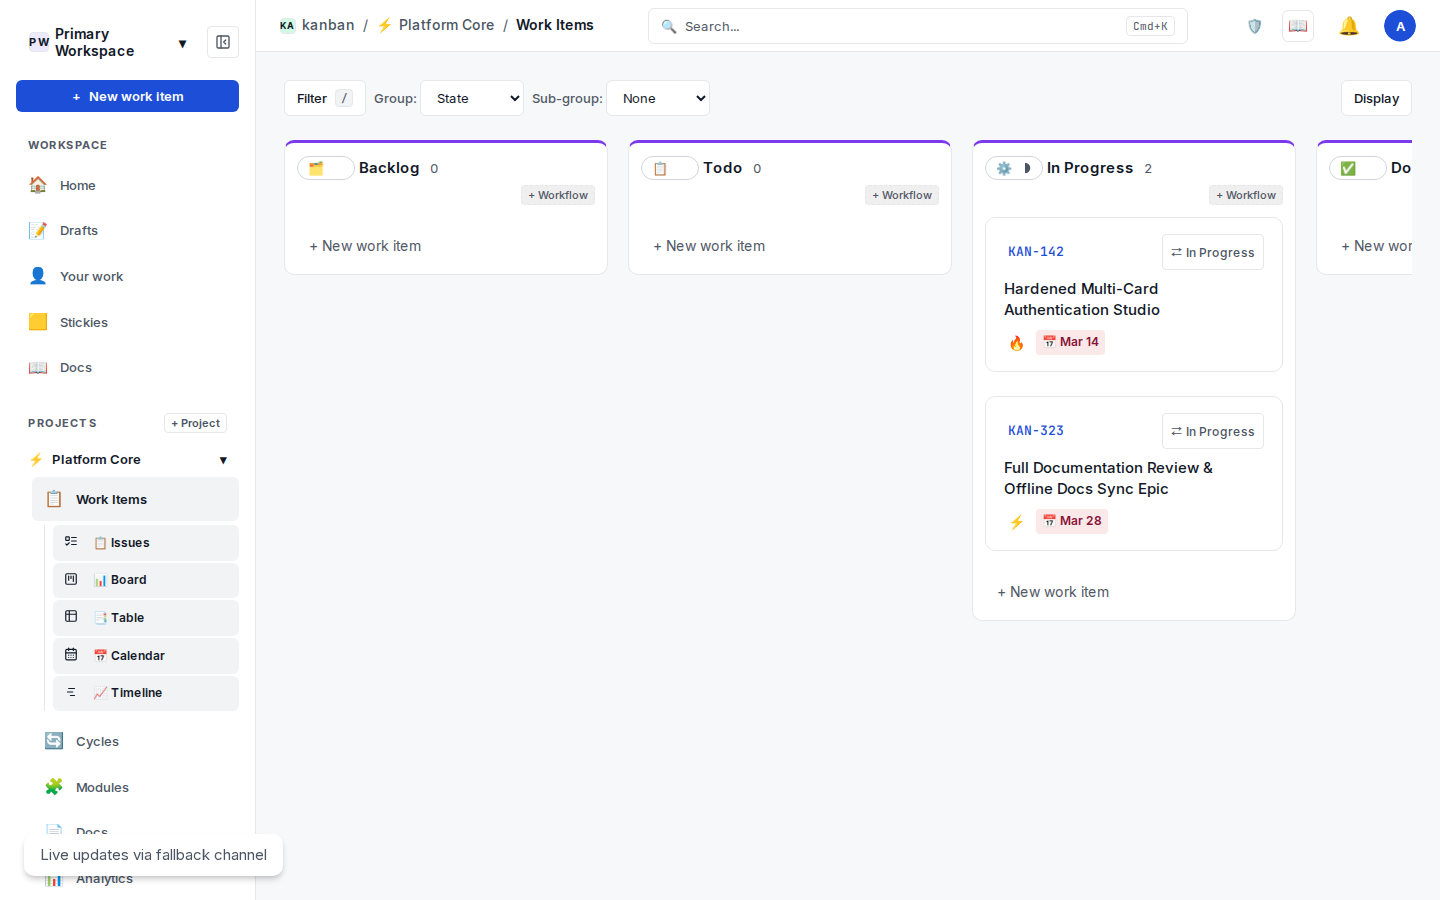 PW Primary Workspace ▾
+ New work item
WORKSPACE
Home
Drafts
Your work
Stickies
Docs
PROJECTS + Project
Platform Core ▾
Work Items
Issues
Board
Table
Calendar
Timeline
Cycles
Modules
Docs
Analytics
Live updates via fallback channel
KA kanban / Platform Core / Work Items
Search... Cmd+K
A
Filter / Group: State Sub-group: None Display
Backlog 0
+ Workflow
+ New work item
Todo 0
+ Workflow
+ New work item
In Progress 2
+ Workflow
KAN-142 ⇄ In Progress
Hardened Multi-Card
Authentication Studio
Mar 14
KAN-323 ⇄ In Progress
Full Documentation Review &
Offline Docs Sync Epic
Mar 28
+ New work item
Do
+ New wor